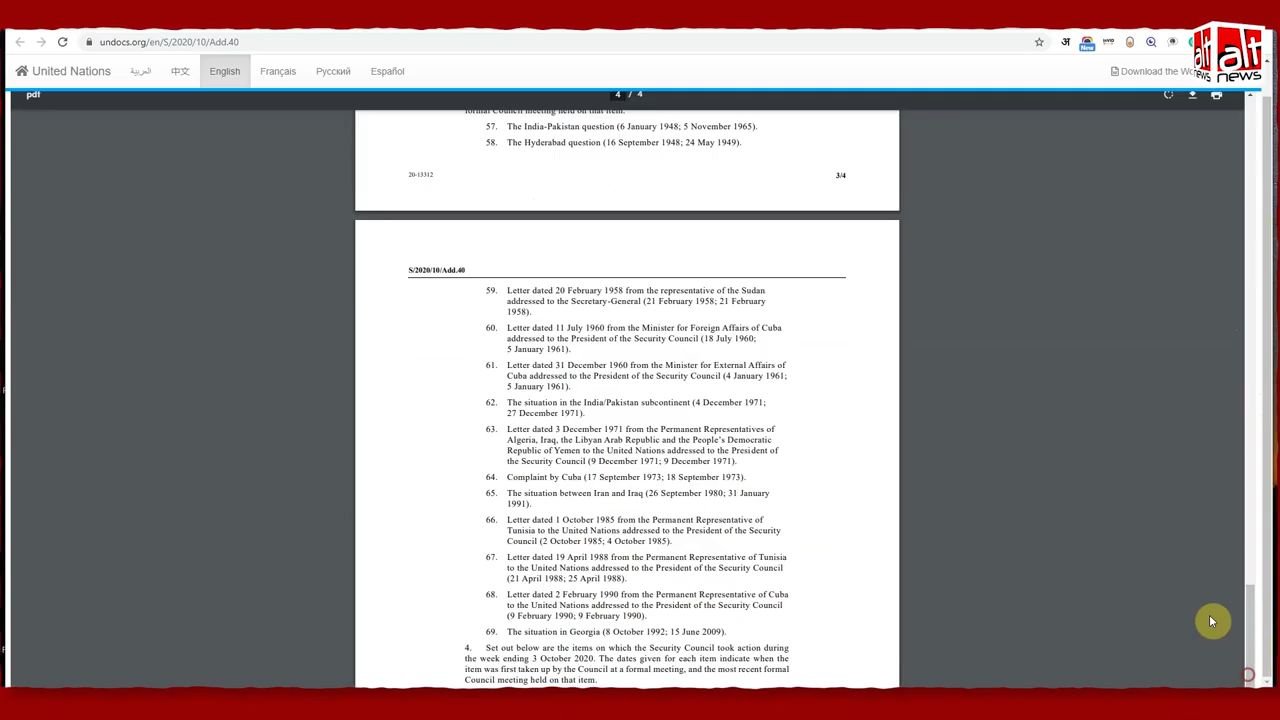 undocs.org/en/S/2020/10/Add.40
New
alt alt
news news
United Nations العربية 中文 English Français Русский Español Download the Wo
pdf 4 / 4
formal Council meeting held on that item.
57. The India-Pakistan question (6 January 1948; 5 November 1965).
58. The Hyderabad question (16 September 1948; 24 May 1949).
20-13312 3/4
S/2020/10/Add.40
59. Letter dated 20 February 1958 from the representative of the Sudan
addressed to the Secretary-General (21 February 1958; 21 February
1958).
60. Letter dated 11 July 1960 from the Minister for Foreign Affairs of Cuba
addressed to the President of the Security Council (18 July 1960;
5 January 1961).
61. Letter dated 31 December 1960 from the Minister for External Affairs of
Cuba addressed to the President of the Security Council (4 January 1961;
5 January 1961).
62. The situation in the India/Pakistan subcontinent (4 December 1971;
27 December 1971).
63. Letter dated 3 December 1971 from the Permanent Representatives of
Algeria, Iraq, the Libyan Arab Republic and the People's Democratic
Republic of Yemen to the United Nations addressed to the President of
the Security Council (9 December 1971; 9 December 1971).
64. Complaint by Cuba (17 September 1973; 18 September 1973).
65. The situation between Iran and Iraq (26 September 1980; 31 January
1991).
66. Letter dated 1 October 1985 from the Permanent Representative of
Tunisia to the United Nations addressed to the President of the Security
Council (2 October 1985; 4 October 1985).
67. Letter dated 19 April 1988 from the Permanent Representative of Tunisia
to the United Nations addressed to the President of the Security Council
(21 April 1988; 25 April 1988).
68. Letter dated 2 February 1990 from the Permanent Representative of Cuba
to the United Nations addressed to the President of the Security Council
(9 February 1990; 9 February 1990).
69. The situation in Georgia (8 October 1992; 15 June 2009).
4. Set out below are the items on which the Security Council took action during
the week ending 3 October 2020. The dates given for each item indicate when the
item was first taken up by the Council at a formal meeting, and the most recent formal
Council meeting held on that item.